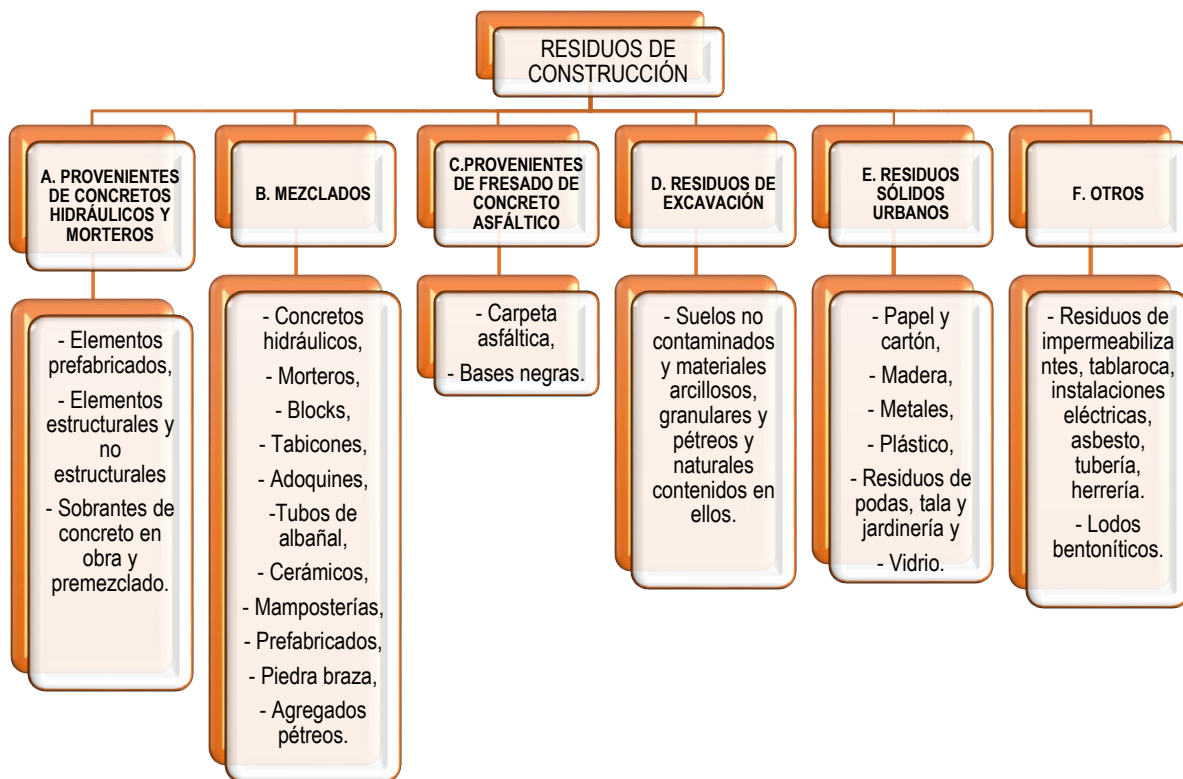 RESIDUOS DE
CONSTRUCCIÓN
A. PROVENIENTES
DE CONCRETOS
HIDRÁULICOS Y
MORTEROS
- Elementos
prefabricados,
- Elementos
estructurales y
no
estructurales
- Sobrantes de
concreto en
obra y
premezclado.
B. MEZCLADOS
- Concretos
hidráulicos,
- Morteros,
- Blocks,
- Tabicones,
- Adoquines,
-Tubos de
albañal,
- Cerámicos,
- Mamposterías,
- Prefabricados,
- Piedra braza,
- Agregados
pétreos.
C.PROVENIENTES
DE FRESADO DE
CONCRETO
ASFÁLTICO
- Carpeta
asfáltica,
- Bases negras.
D. RESIDUOS DE
EXCAVACIÓN
- Suelos no
contaminados
y materiales
arcillosos,
granulares y
pétreos y
naturales
contenidos en
ellos.
E. RESIDUOS
SÓLIDOS
URBANOS
- Papel y
cartón,
- Madera,
- Metales,
- Plástico,
- Residuos de
podas, tala y
jardinería y
- Vidrio.
F. OTROS
- Residuos de
impermeabiliza
ntes, tablaroca,
instalaciones
eléctricas,
asbesto,
tubería,
herrería.
- Lodos
bentoníticos.